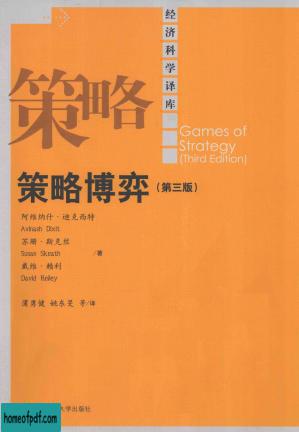 经济科学译库
策略
Games of
Strategy
(Third Edition)
策略博弈（第三版）
阿维纳什·迪克西特
Avinash Dixit
苏珊·斯克丝
Susan Skeath
/著
戴维·赖利
David Reiley
蒲勇健 姚东旻 等/译
大学出版社
homeofpdf.com
homeofpdf.com